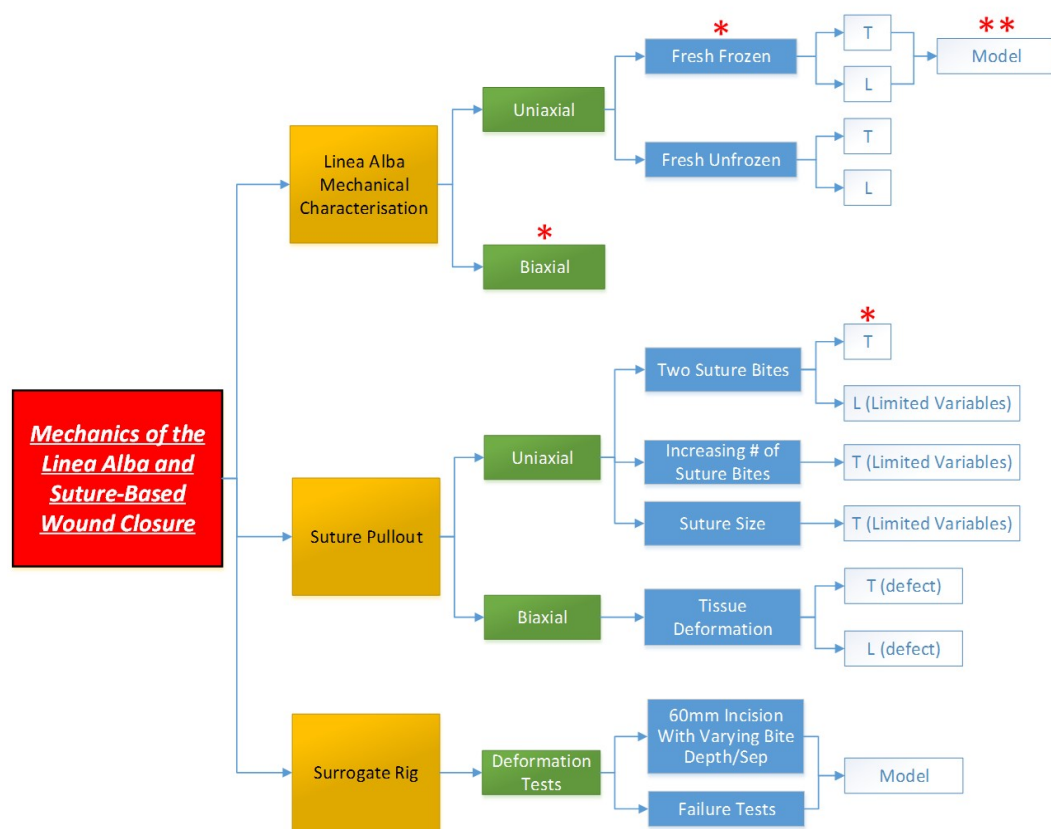 *
**
T
Fresh Frozen
Model
L
Uniaxial
Linea Alba
Mechanical
Characterisation
T
Fresh Unfrozen
L
*
Biaxial
*
T
Two Suture Bites
L (Limited Variables)
Mechanics of the
Linea Alba and
Suture-Based
Wound Closure
Uniaxial
Increasing # of
Suture Bites
T (Limited Variables)
Suture Pullout
Suture Size
T (Limited Variables)
T (defect)
Biaxial
Tissue
Deformation
L (defect)
60mm Incision
With Varying Bite
Depth/Sep
Surrogate Rig
Deformation
Tests
Model
Failure Tests